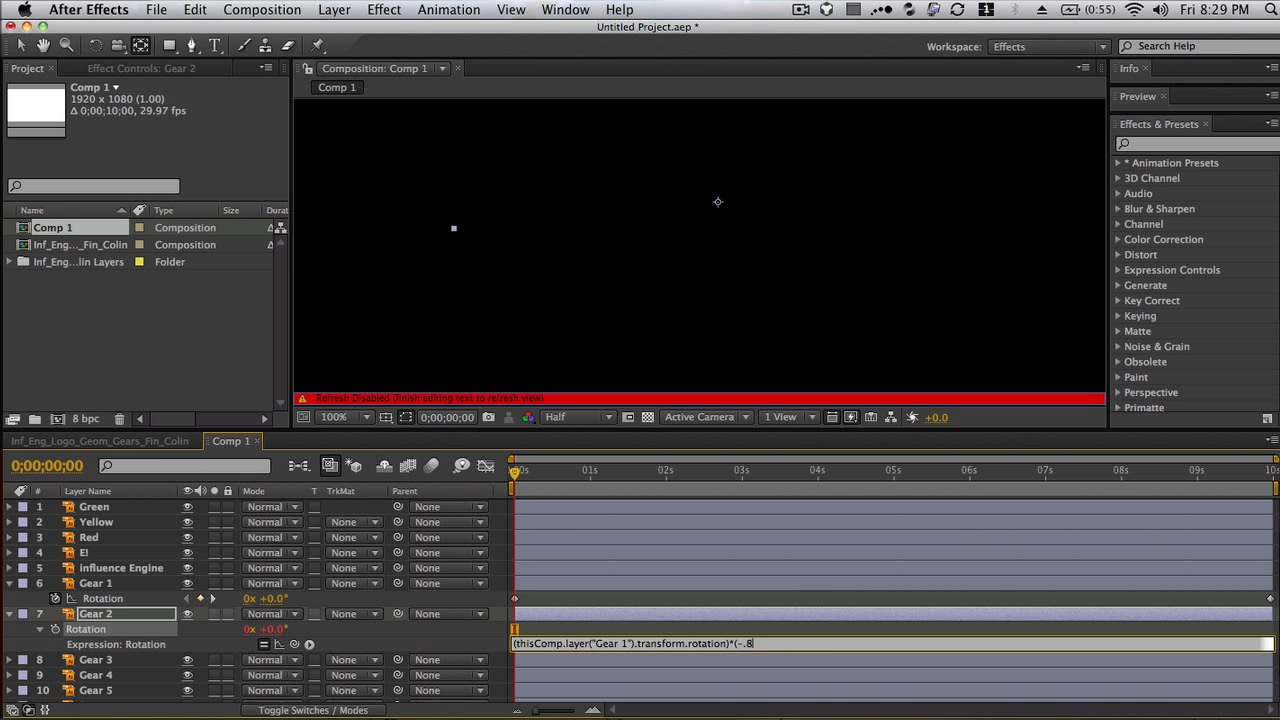 After Effects File Edit Composition Layer Effect Animation View Window Help 1 (0:55) Fri 8:29 PM
Untitled Project.aep *
Workspace: Effects Search Help
Project × Effect Controls: Gear 2 Composition: Comp 1 × Info ×
Comp 1
1920 x 1080 (1.00)
Δ 0;00;10;00, 29.97 fps
Comp 1
Preview ×
Effects & Presets ×
* Animation Presets
3D Channel
Audio
Blur & Sharpen
Channel
Color Correction
Distort
Expression Controls
Generate
Key Correct
Keying
Matte
Noise & Grain
Obsolete
Paint
Perspective
Primatte
Name Type Size Durat
Comp 1 Composition Δ
Inf_Eng..._Fin_Colin Composition Δ
Inf_Eng...lin Layers Folder
Refresh Disabled (finish editing text to refresh view)
8 bpc 100% 0;00;00;00 Half Active Camera 1 View +0.0
Inf_Eng_Logo_Geom_Gears_Fin_Colin Comp 1 ×
0;00;00;00
0s 01s 02s 03s 04s 05s 06s 07s 08s 09s 10s
# Layer Name Mode T TrkMat Parent
1 Green Normal None
2 Yellow Normal None None
3 Red Normal None None
4 E! Normal None None
5 Influence Engine Normal None None
6 Gear 1 Normal None None
Rotation 0x +0.0°
7 Gear 2 Normal None None
Rotation 0x +0.0°
Expression: Rotation (thisComp.layer("Gear 1").transform.rotation)*(-.8
8 Gear 3 Normal None None
9 Gear 4 Normal None None
10 Gear 5 Normal None None
Toggle Switches / Modes